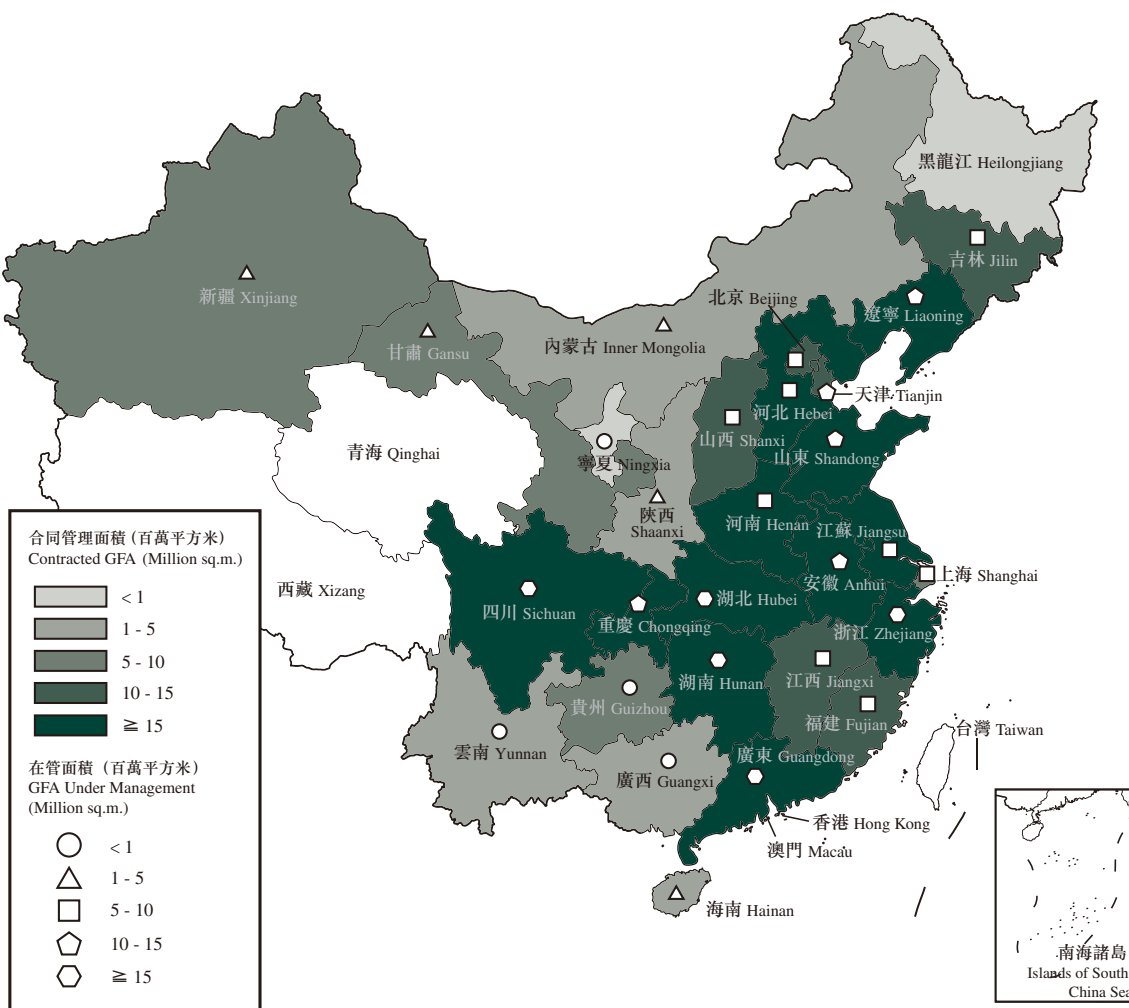 黑龍江 Heilongjiang
吉林 Jilin
新疆 Xinjiang
北京 Beijing
遼寧 Liaoning
甘肅 Gansu
內蒙古 Inner Mongolia
天津 Tianjin
河北 Hebei
山西 Shanxi
青海 Qinghai
山東 Shandong
寧夏 Ningxia
陝西
Shaanxi
河南 Henan
江蘇 Jiangsu
上海 Shanghai
安徽 Anhui
西藏 Xizang
四川 Sichuan
湖北 Hubei
重慶 Chongqing
浙江 Zhejiang
湖南 Hunan
江西 Jiangxi
貴州 Guizhou
福建 Fujian
台灣 Taiwan
雲南 Yunnan
廣東 Guangdong
廣西 Guangxi
香港 Hong Kong
澳門 Macau
海南 Hainan
合同管理面積 (百萬平方米)
Contracted GFA (Million sq.m.)
< 1
1 - 5
5 - 10
10 - 15
≧ 15
在管面積 (百萬平方米)
GFA Under Management
(Million sq.m.)
< 1
1 - 5
5 - 10
10 - 15
≧ 15
南海諸島
Islands of South
China Sea